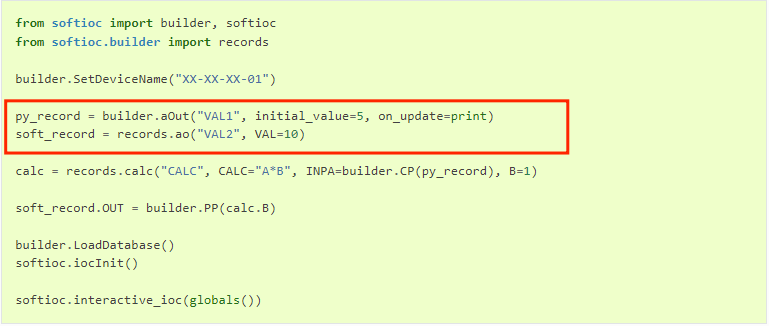 from softioc import builder, softioc
from softioc.builder import records
builder.SetDeviceName("XX-XX-XX-01")
py_record = builder.aOut("VAL1", initial_value=5, on_update=print)
soft_record = records.ao("VAL2", VAL=10)
calc = records.calc("CALC", CALC="A*B", INPA=builder.CP(py_record), B=1)
soft_record.OUT = builder.PP(calc.B)
builder.LoadDatabase()
softioc.iocInit()
softioc.interactive_ioc(globals())